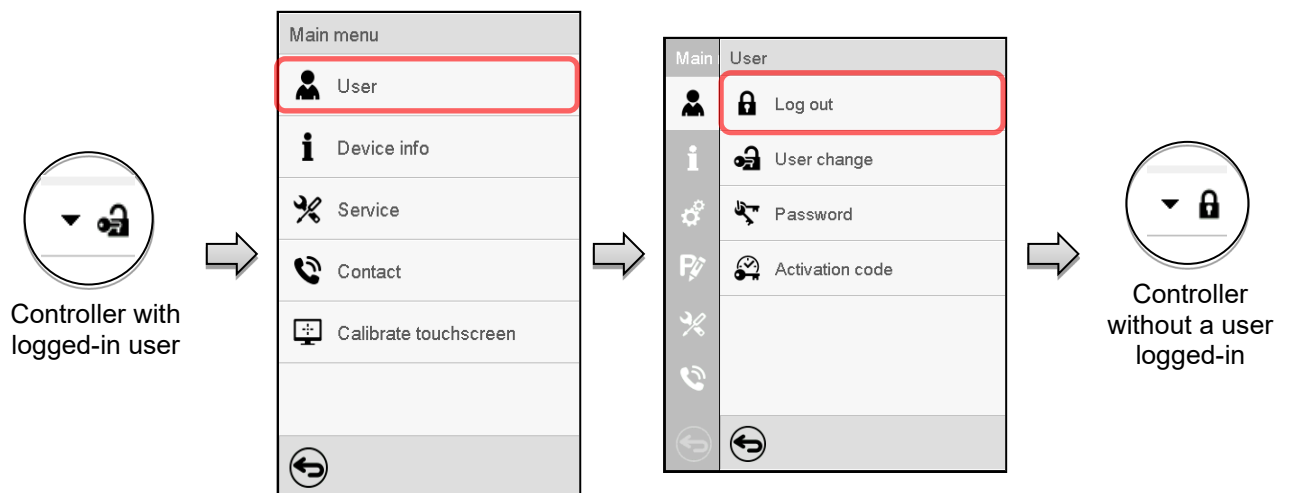 Controller with
logged-in user
Main menu
User
Device info
Service
Contact
Calibrate touchscreen
Main
User
Log out
User change
Password
Activation code
Controller
without a user
logged-in